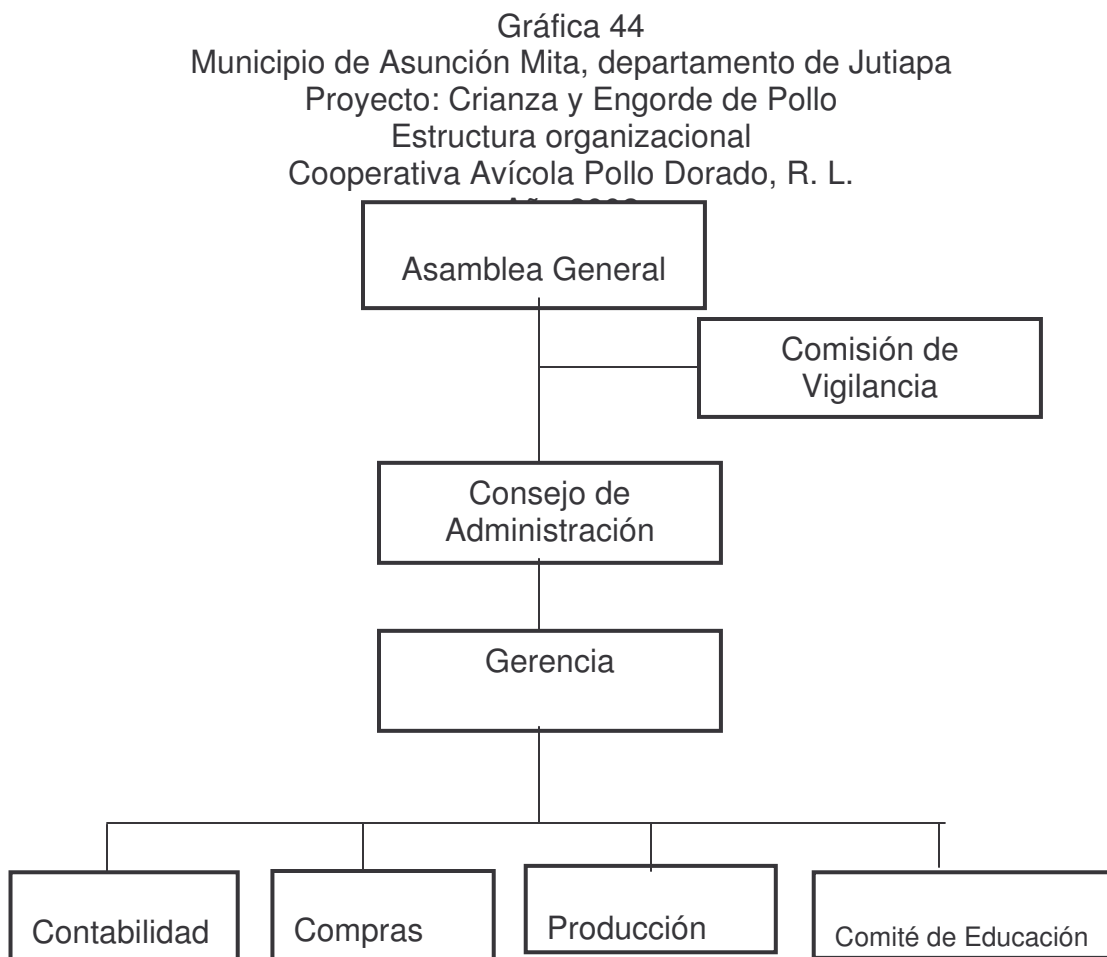 Gráfica 44
Municipio de Asunción Mita, departamento de Jutiapa
Proyecto: Crianza y Engorde de Pollo
Estructura organizacional
Cooperativa Avícola Pollo Dorado, R. L.
Asamblea General
Comisión de
Vigilancia
Consejo de
Administración
Gerencia
Contabilidad
Compras
Producción
Comité de Educación